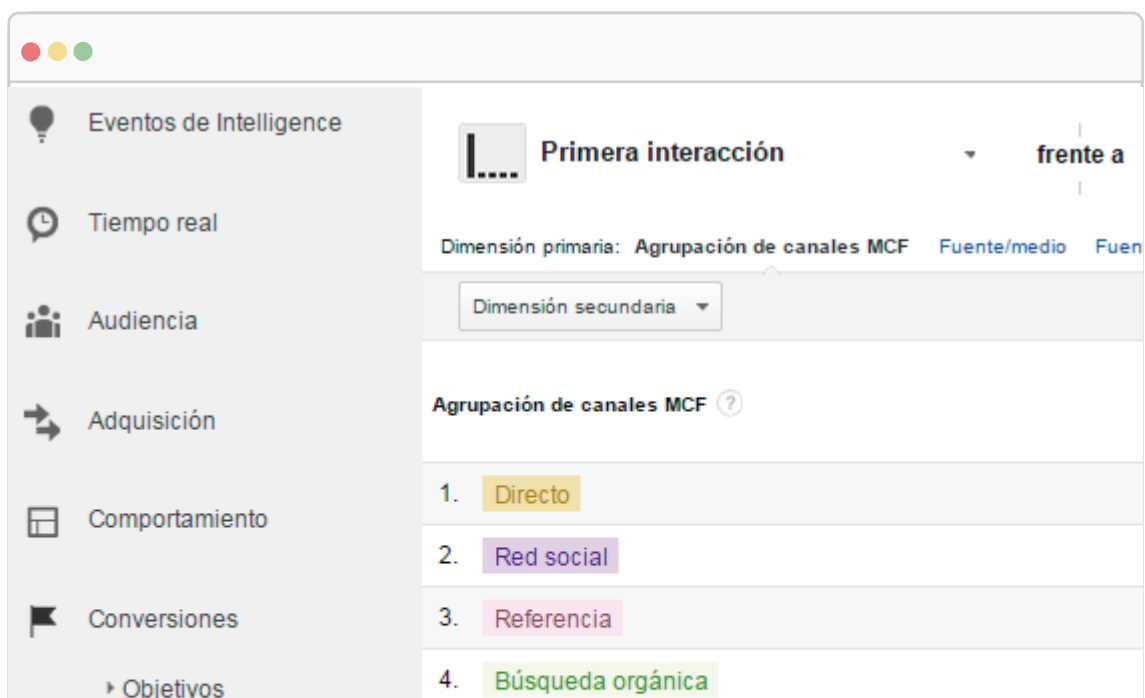 Eventos de Intelligence
Tiempo real
Audiencia
Adquisición
Comportamiento
Conversiones
Objetivos
Primera interacción
frente a
Dimensión primaria: Agrupación de canales MCF Fuente/medio Fuen
Dimensión secundaria
Agrupación de canales MCF ?
1. Directo
2. Red social
3. Referencia
4. Búsqueda orgánica